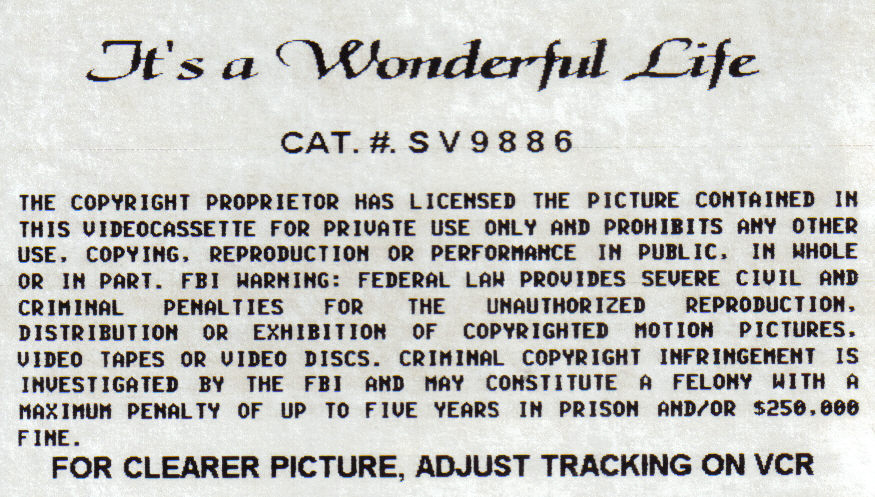 It's a Wonderful Life
CAT. #. SV9886
THE COPYRIGHT PROPRIETOR HAS LICENSED THE PICTURE CONTAINED IN
THIS VIDEOCASSETTE FOR PRIVATE USE ONLY AND PROHIBITS ANY OTHER
USE, COPYING, REPRODUCTION OR PERFORMANCE IN PUBLIC, IN WHOLE
OR IN PART. FBI WARNING: FEDERAL LAW PROVIDES SEVERE CIVIL AND
CRIMINAL PENALTIES FOR THE UNAUTHORIZED REPRODUCTION,
DISTRIBUTION OR EXHIBITION OF COPYRIGHTED MOTION PICTURES,
VIDEO TAPES OR VIDEO DISCS. CRIMINAL COPYRIGHT INFRINGEMENT IS
INVESTIGATED BY THE FBI AND MAY CONSTITUTE A FELONY WITH A
MAXIMUM PENALTY OF UP TO FIVE YEARS IN PRISON AND/OR $250,000
FINE.
FOR CLEARER PICTURE, ADJUST TRACKING ON VCR